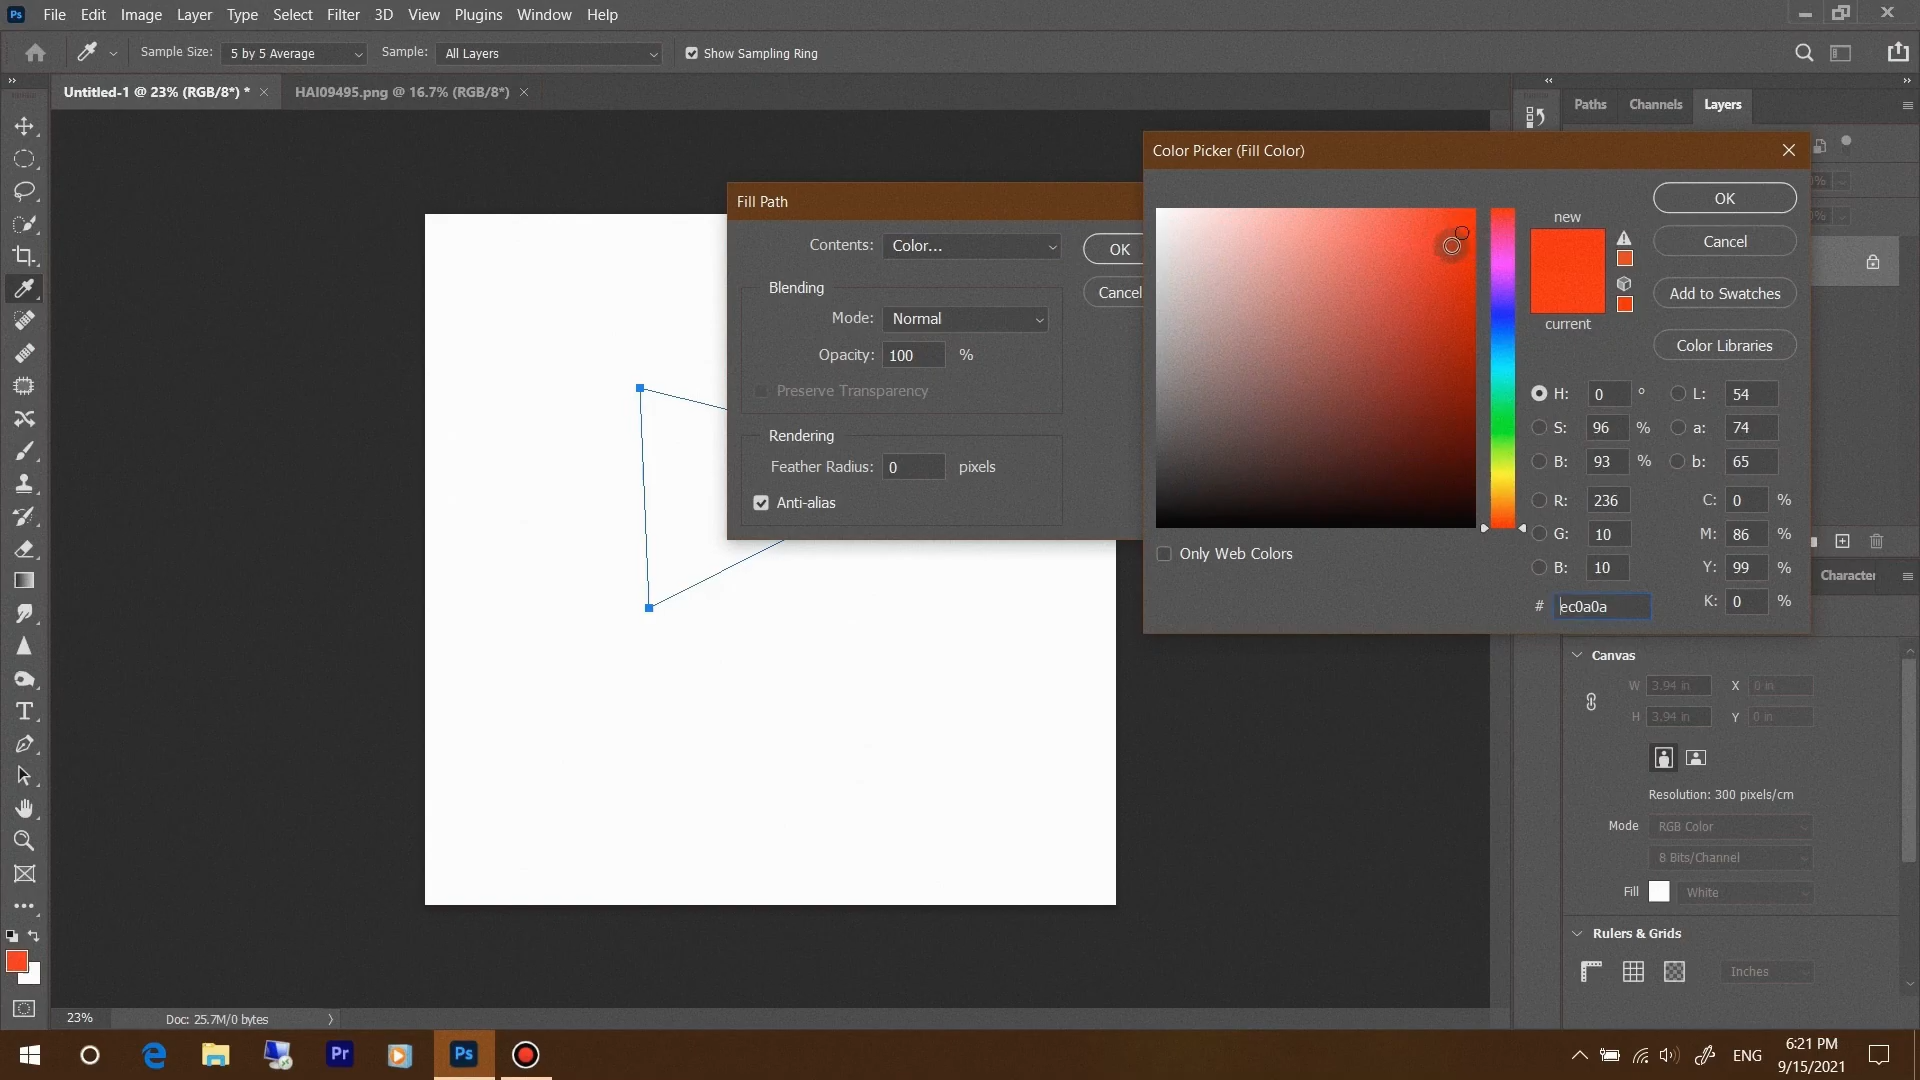 Ps File Edit Image Layer Type Select Filter 3D View Plugins Window Help
Sample Size: 5 by 5 Average Sample: All Layers Show Sampling Ring
Untitled-1 @ 23% (RGB/8*) * HAI09495.png @ 16.7% (RGB/8*)
Paths Channels Layers
Fill Path
Contents: Color... OK
Blending Cancel
Mode: Normal
Opacity: 100 %
Preserve Transparency
Rendering
Feather Radius: 0 pixels
Anti-alias
Color Picker (Fill Color)
new
current
OK
Cancel
Add to Swatches
Color Libraries
H: 0 ° L: 54
S: 96 % a: 74
B: 93 % b: 65
R: 236 C: 0 %
G: 10 M: 86 %
B: 10 Y: 99 %
# ec0a0a K: 0 %
Only Web Colors
Character
Canvas
W 3.94 in X 0 in
H 3.94 in Y 0 in
Resolution: 300 pixels/cm
Mode RGB Color
8 Bits/Channel
Fill White
Rulers & Grids
Inches
23% Doc: 25.7M/0 bytes
Pr Ps ENG 6:21 PM
9/15/2021